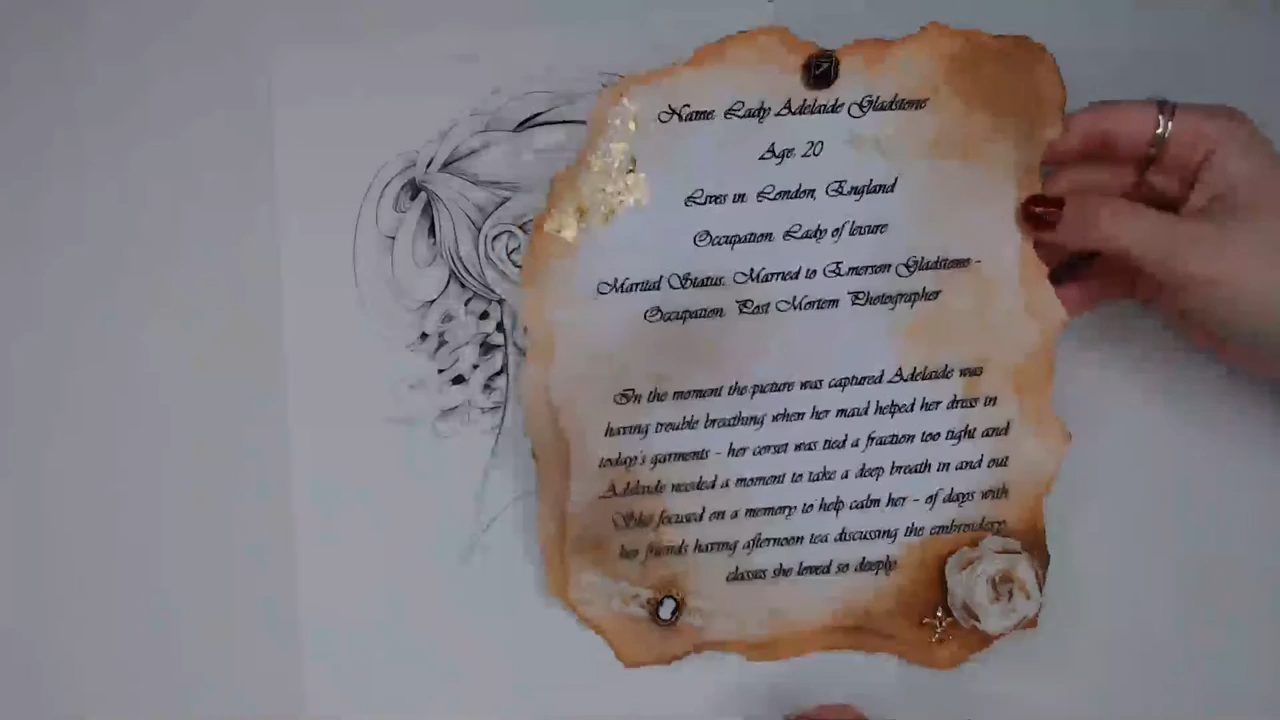 Name: Lady Adelaide Gladstone
Age: 20
Lives in: London, England
Occupation: Lady of leisure
Marital Status: Married to Emerson Gladstone -
Occupation: Post Mortem Photographer
In the moment the picture was captured Adelaide was
having trouble breathing when her maid helped her dress in
today's garments - her corset was tied a fraction too tight and
Adelaide needed a moment to take a deep breath in and out
She focused on a memory to help calm her - of days with
her friends having afternoon tea discussing the embroidery
classes she loved so deeply